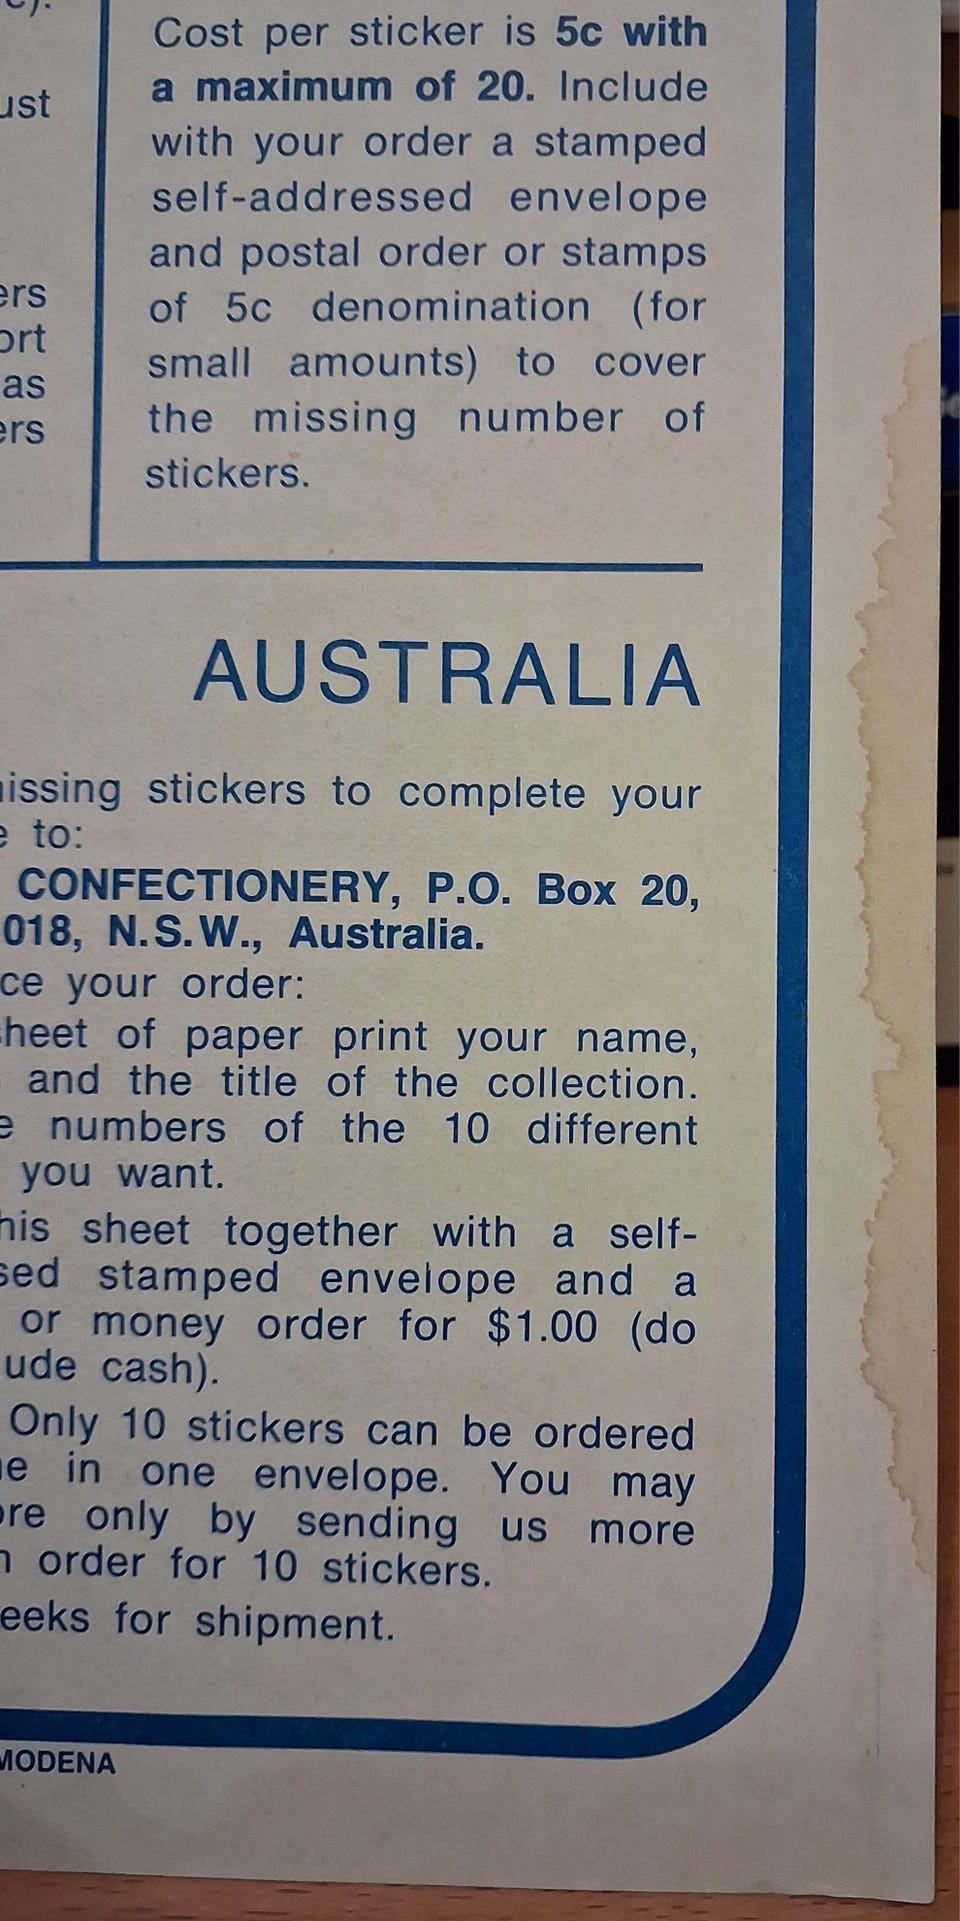 ust
ers
ort
as
ers
Cost per sticker is 5c with
a maximum of 20. Include
with your order a stamped
self-addressed envelope
and postal order or stamps
of 5c denomination (for
small amounts) to cover
the missing number of
stickers.
AUSTRALIA
issing stickers to complete your
e to:
CONFECTIONERY, P.O. Box 20,
018, N.S.W., Australia.
ce your order:
heet of paper print your name,
and the title of the collection.
e numbers of the 10 different
you want.
his sheet together with a self-
sed stamped envelope and a
or money order for $1.00 (do
ude cash).
Only 10 stickers can be ordered
e in one envelope. You may
ore only by sending us more
order for 10 stickers.
eeks for shipment.
MODENA